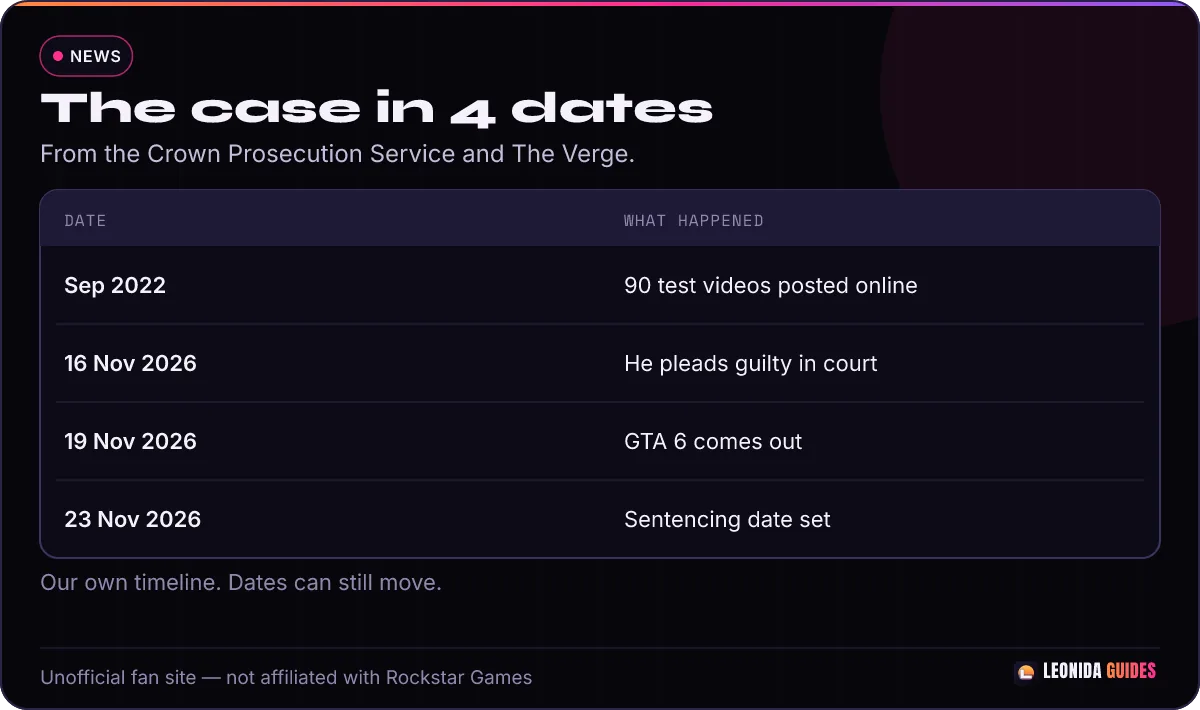 NEWS
The case in 4 dates
From the Crown Prosecution Service and The Verge.
DATE WHAT HAPPENED
Sep 2022 90 test videos posted online
16 Nov 2026 He pleads guilty in court
19 Nov 2026 GTA 6 comes out
23 Nov 2026 Sentencing date set
Our own timeline. Dates can still move.
Unofficial fan site — not affiliated with Rockstar Games
LEONIDA GUIDES